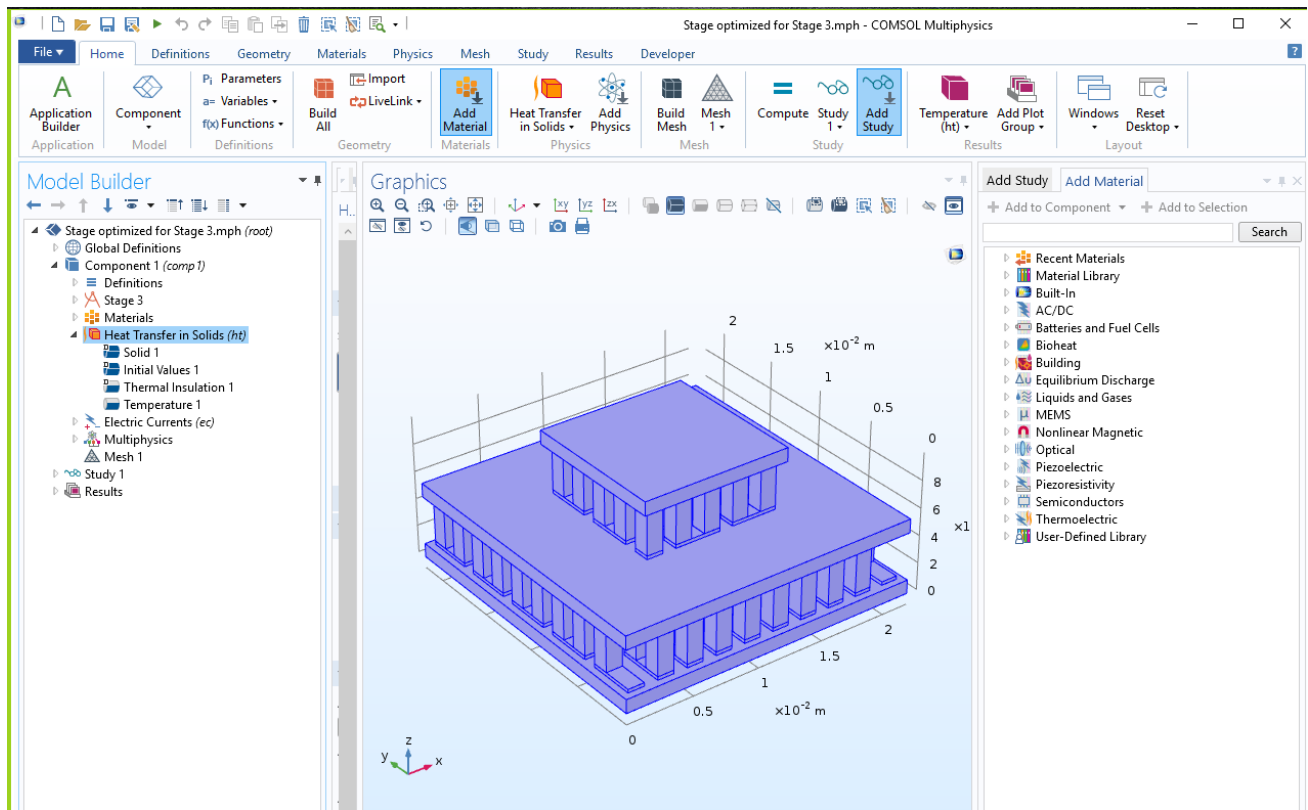 Stage optimized for Stage 3.mph - COMSOL Multiphysics
File Home Definitions Geometry Materials Physics Mesh Study Results Developer
Application Builder
Component
Pi Parameters
a= Variables
f(x) Functions
Build All
Import
LiveLink
Add Material
Heat Transfer in Solids
Add Physics
Build Mesh
Mesh 1
Compute
Study 1
Add Study
Temperature (ht)
Add Plot Group
Windows
Reset Desktop
Application Model Definitions Geometry Materials Physics Mesh Study Results Layout
Model Builder
Stage optimized for Stage 3.mph (root)
Global Definitions
Component 1 (comp1)
Definitions
Stage 3
Materials
Heat Transfer in Solids (ht)
Solid 1
Initial Values 1
Thermal Insulation 1
Temperature 1
Electric Currents (ec)
Multiphysics
Mesh 1
Study 1
Results
H..
Graphics
xy yz zx
2
1.5 ×10⁻² m
1
0.5
0
8
6
4 ×1
2
0
2
1.5
1
0.5 ×10⁻² m
0
z
y x
Add Study Add Material
+ Add to Component + Add to Selection
Search
Recent Materials
Material Library
Built-In
AC/DC
Batteries and Fuel Cells
Bioheat
Building
Equilibrium Discharge
Liquids and Gases
MEMS
Nonlinear Magnetic
Optical
Piezoelectric
Piezoresistivity
Semiconductors
Thermoelectric
User-Defined Library